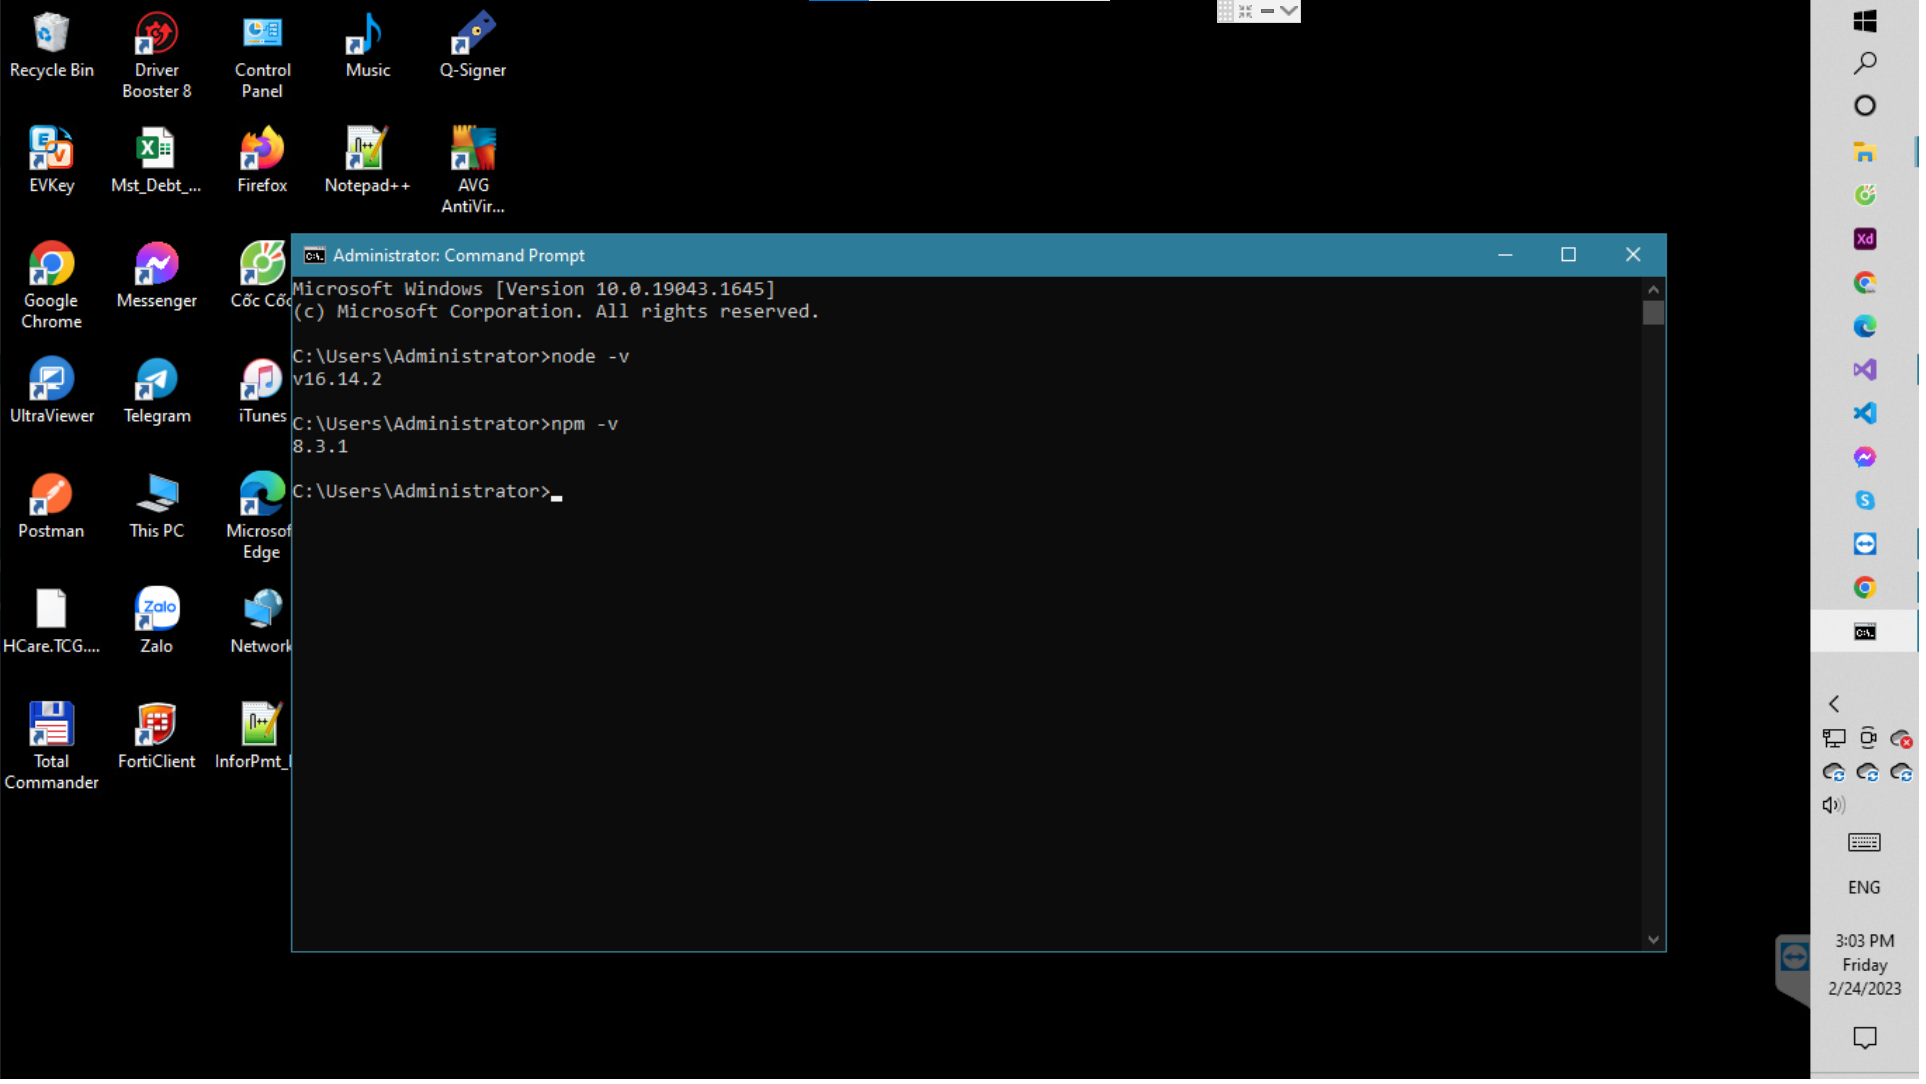 Recycle Bin
Driver
Booster 8
Control
Panel
Music
Q-Signer
EVKey
Mst_Debt_...
Firefox
Notepad++
AVG
AntiVir...
Google
Chrome
Messenger
Cốc Cốc
UltraViewer
Telegram
iTunes
Postman
This PC
Microsof
Edge
HCare.TCG....
Zalo
Zalo
Network
Total
Commander
FortiClient
InforPmt_
Administrator: Command Prompt
Microsoft Windows [Version 10.0.19043.1645]
(c) Microsoft Corporation. All rights reserved.
C:\Users\Administrator>node -v
v16.14.2
C:\Users\Administrator>npm -v
8.3.1
C:\Users\Administrator>
Xd
C:\.
ENG
3:03 PM
Friday
2/24/2023